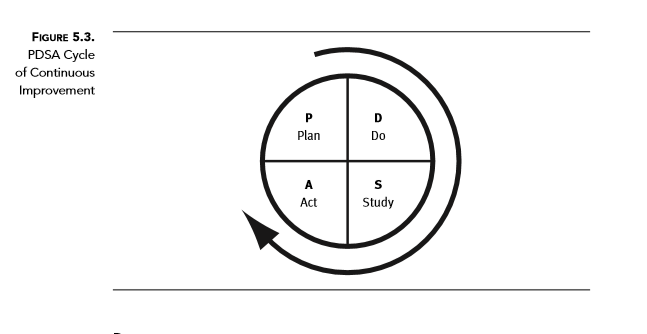 FIGURE 5.3.
PDSA Cycle
of Continuous
Improvement
P
Plan
D
Do
A
Act
S
Study